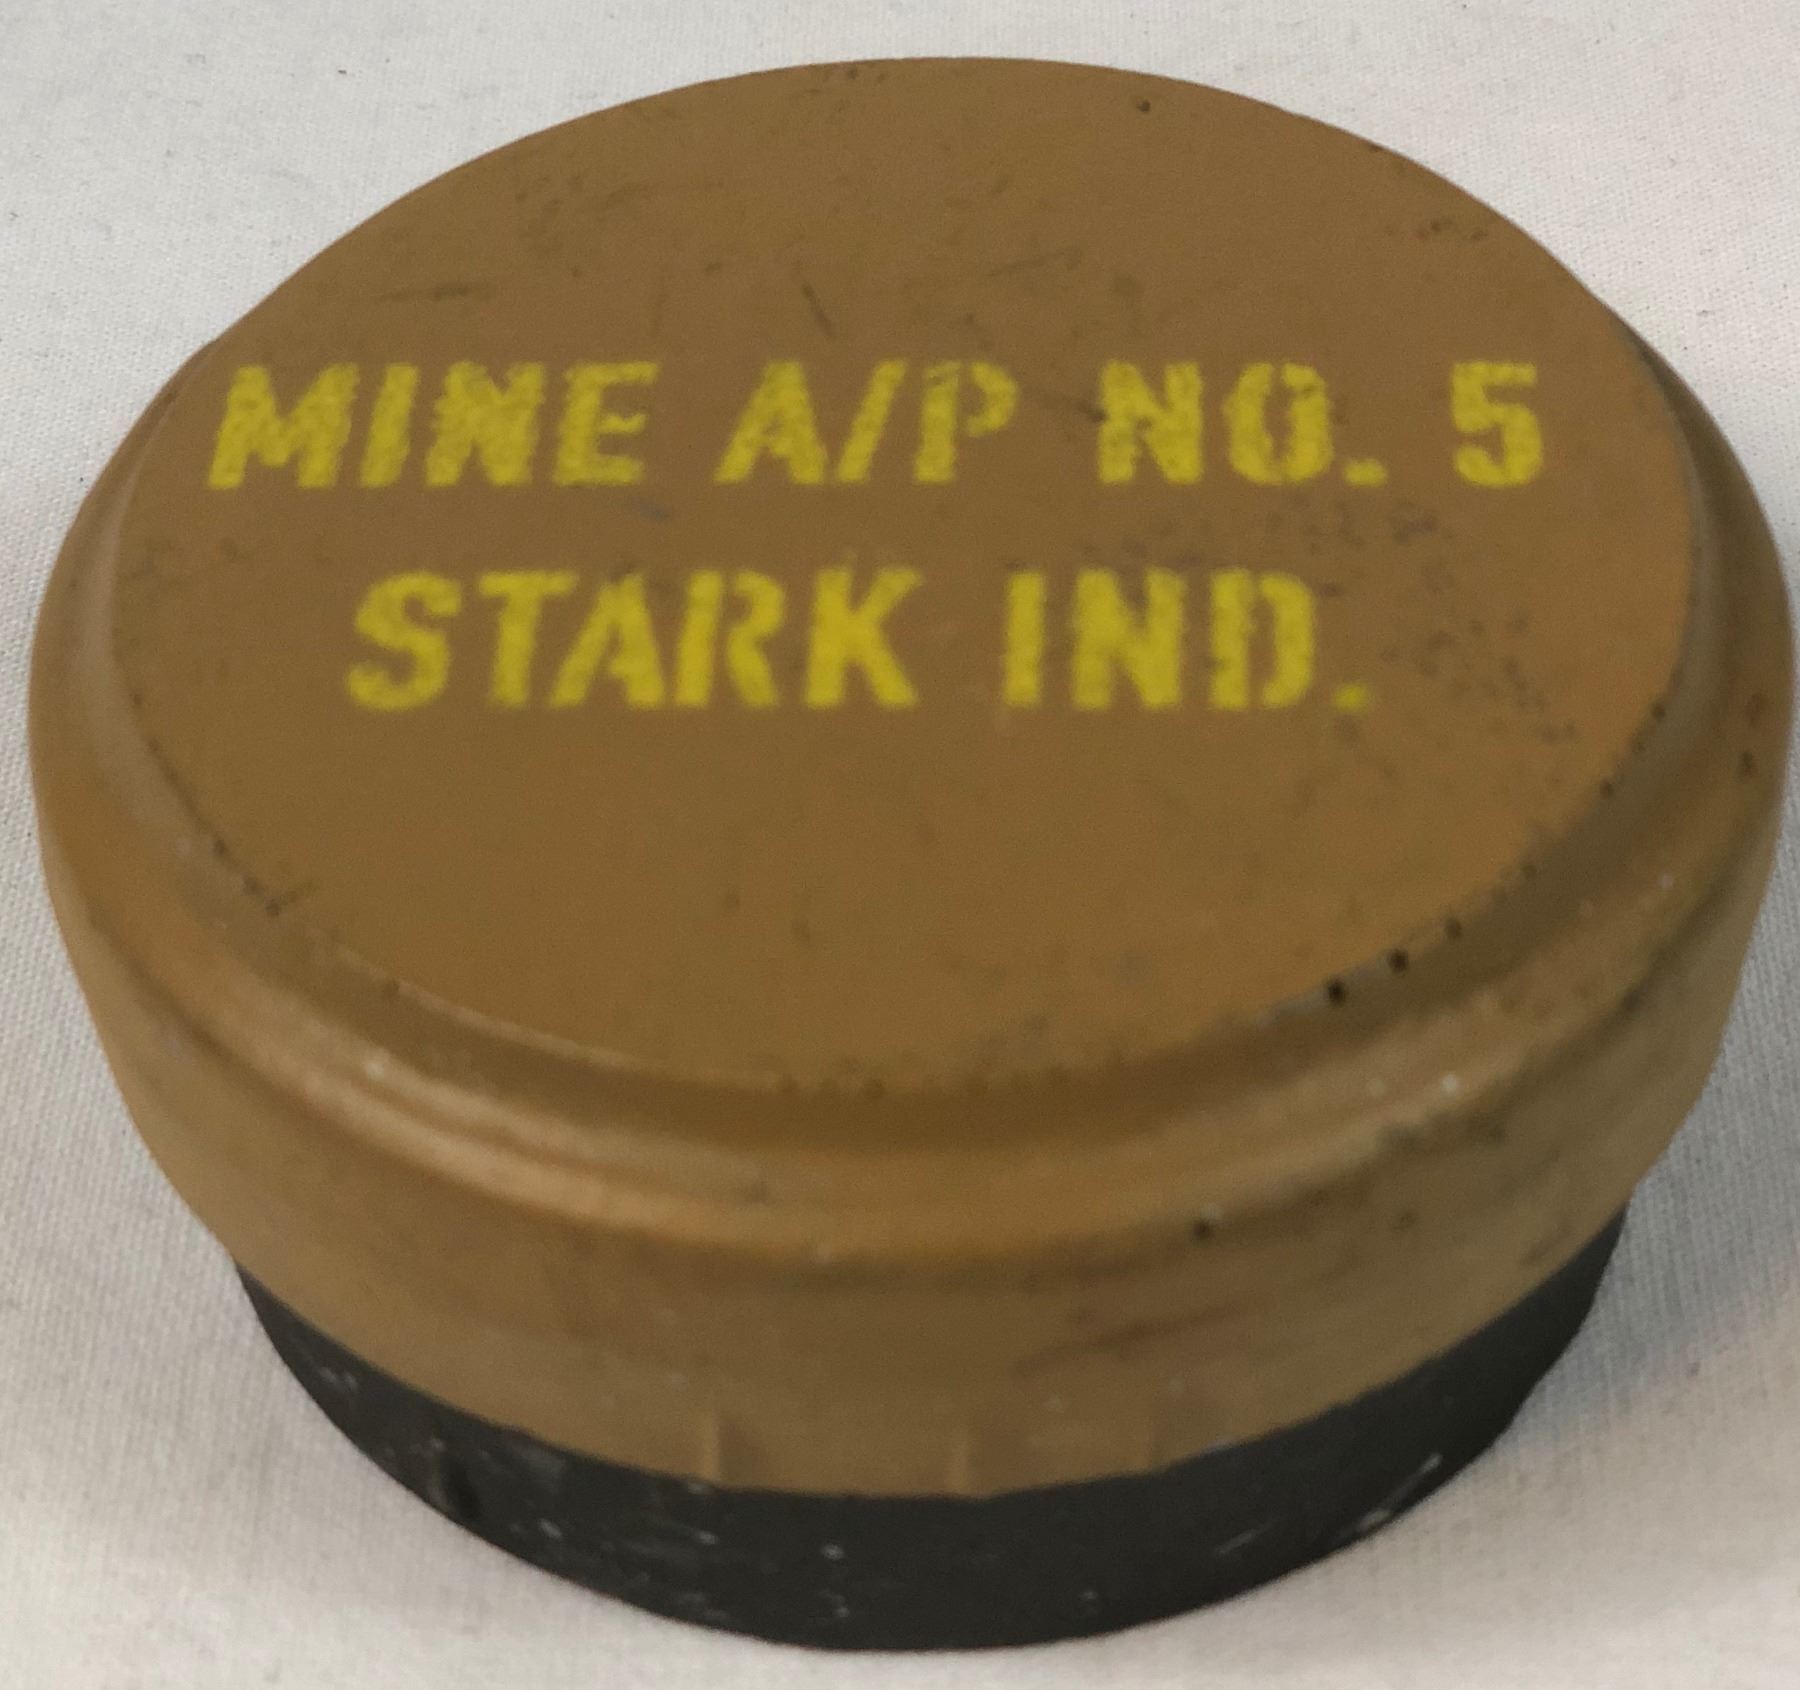 MINE A/P NO. 5
STARK IND.